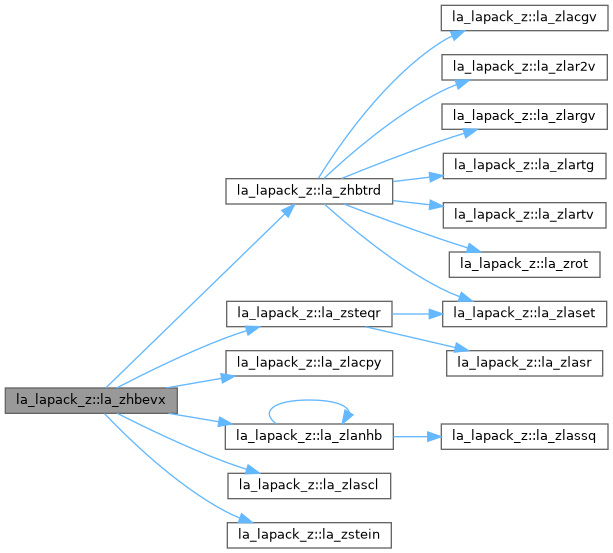 la_lapack_z::la_zlacgv
la_lapack_z::la_zlar2v
la_lapack_z::la_zlargv
la_lapack_z::la_zlartg
la_lapack_z::la_zhbtrd
la_lapack_z::la_zlartv
la_lapack_z::la_zrot
la_lapack_z::la_zsteqr
la_lapack_z::la_zlaset
la_lapack_z::la_zlacpy
la_lapack_z::la_zlasr
la_lapack_z::la_zhbevx
la_lapack_z::la_zlanhb
la_lapack_z::la_zlassq
la_lapack_z::la_zlascl
la_lapack_z::la_zstein